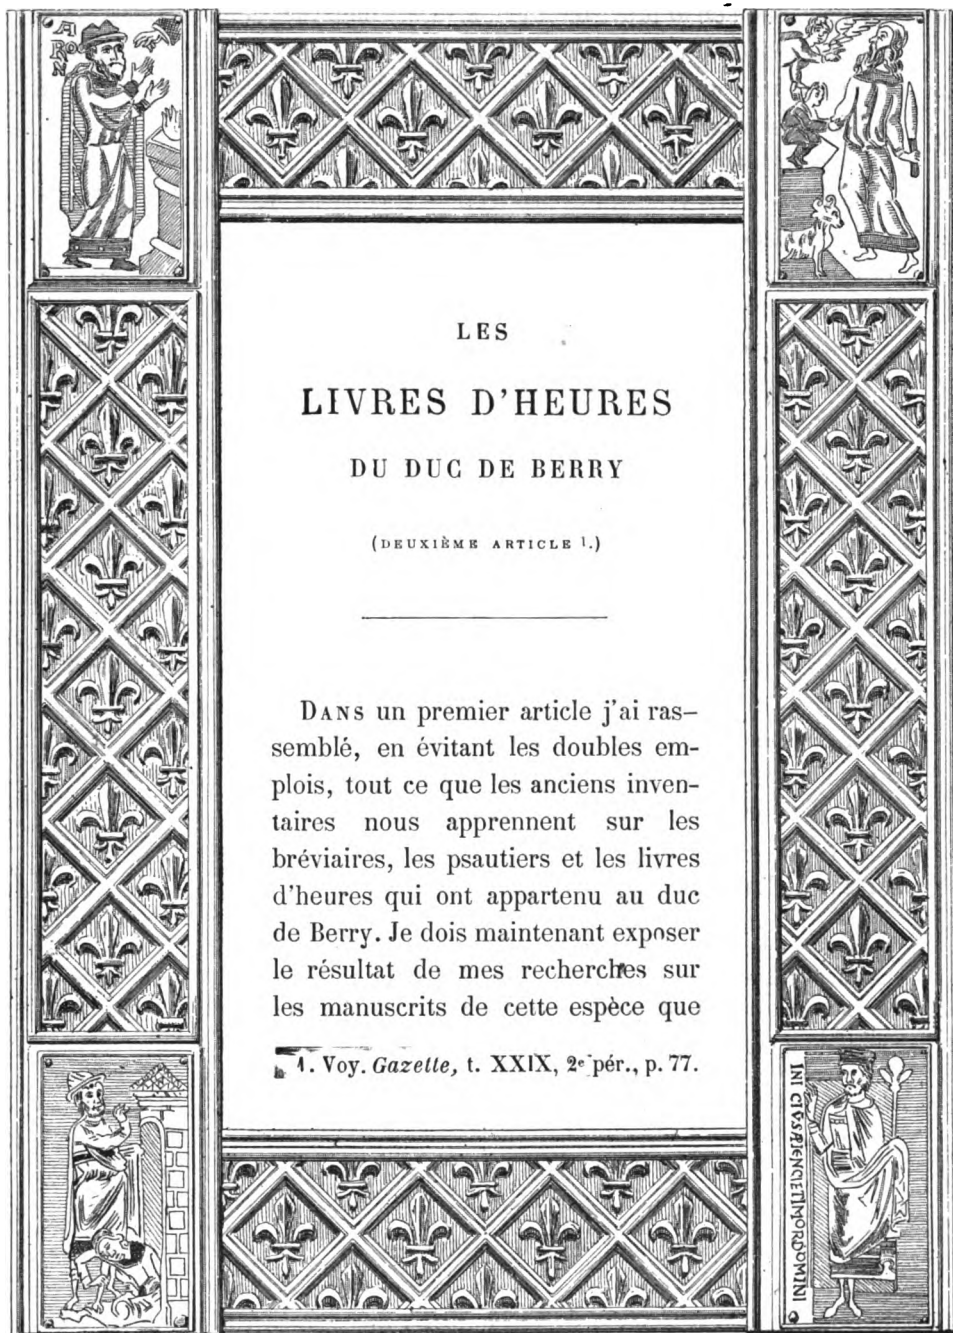 A
RO
N
LES
LIVRES D'HEURES
DU DUC DE BERRY
(DEUXIÈME ARTICLE 1.)
DANS un premier article j'ai ras-
semblé, en évitant les doubles em-
plois, tout ce que les anciens inven-
taires nous apprennent sur les
bréviaires, les psautiers et les livres
d'heures qui ont appartenu au duc
de Berry. Je dois maintenant exposer
le résultat de mes recherches sur
les manuscrits de cette espèce que
1. Voy. Gazette, t. XXIX, 2e pér., p. 77.